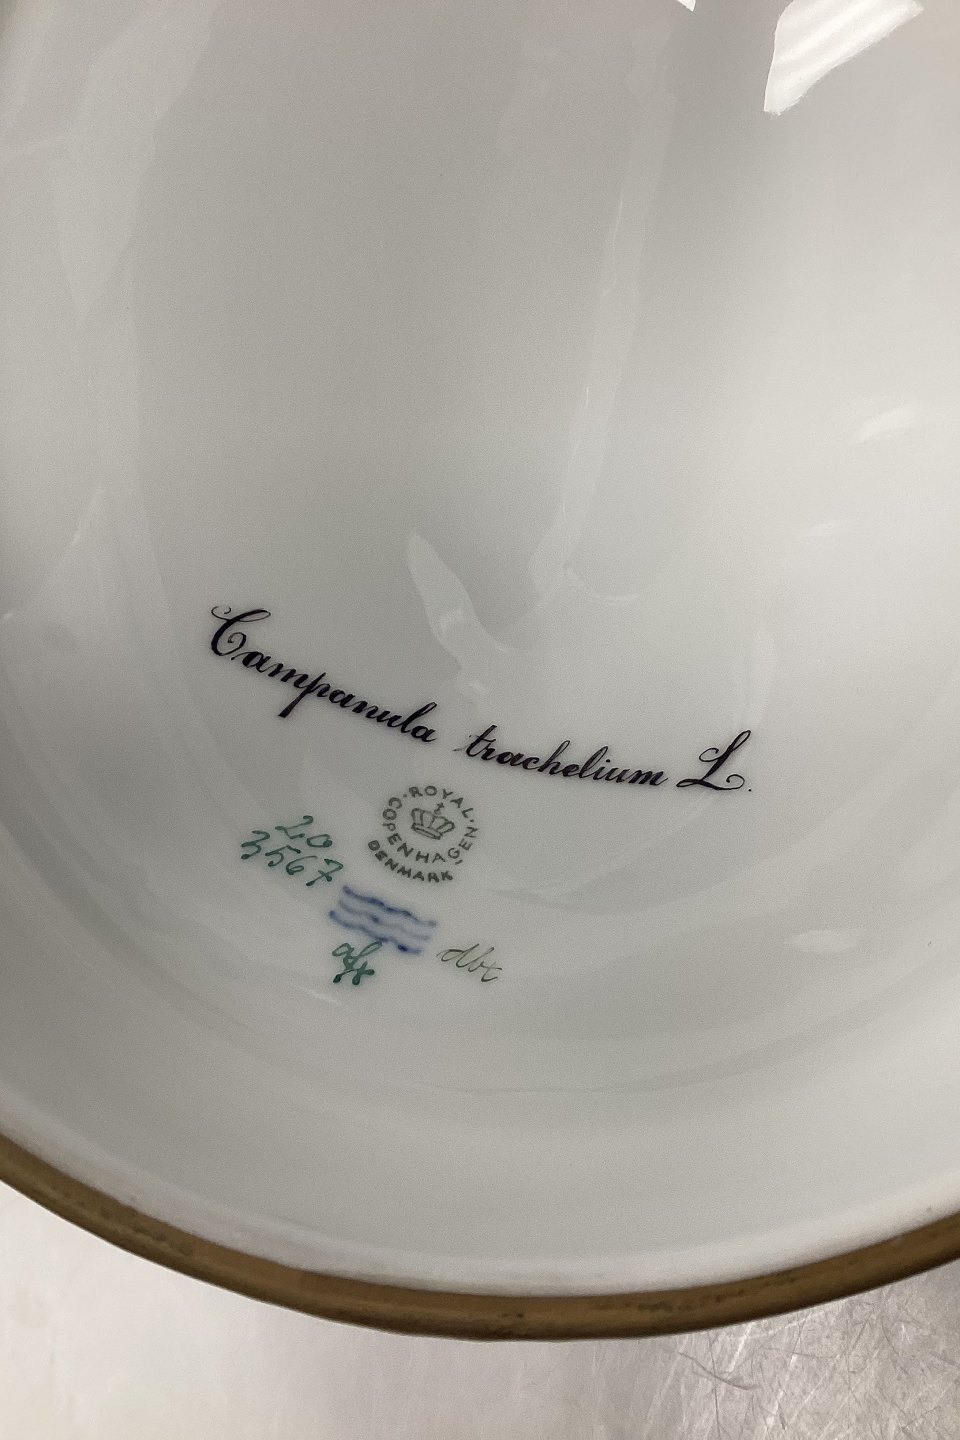 Campanula trachelium L.
ROYAL COPENHAGEN
DENMARK
20
3567